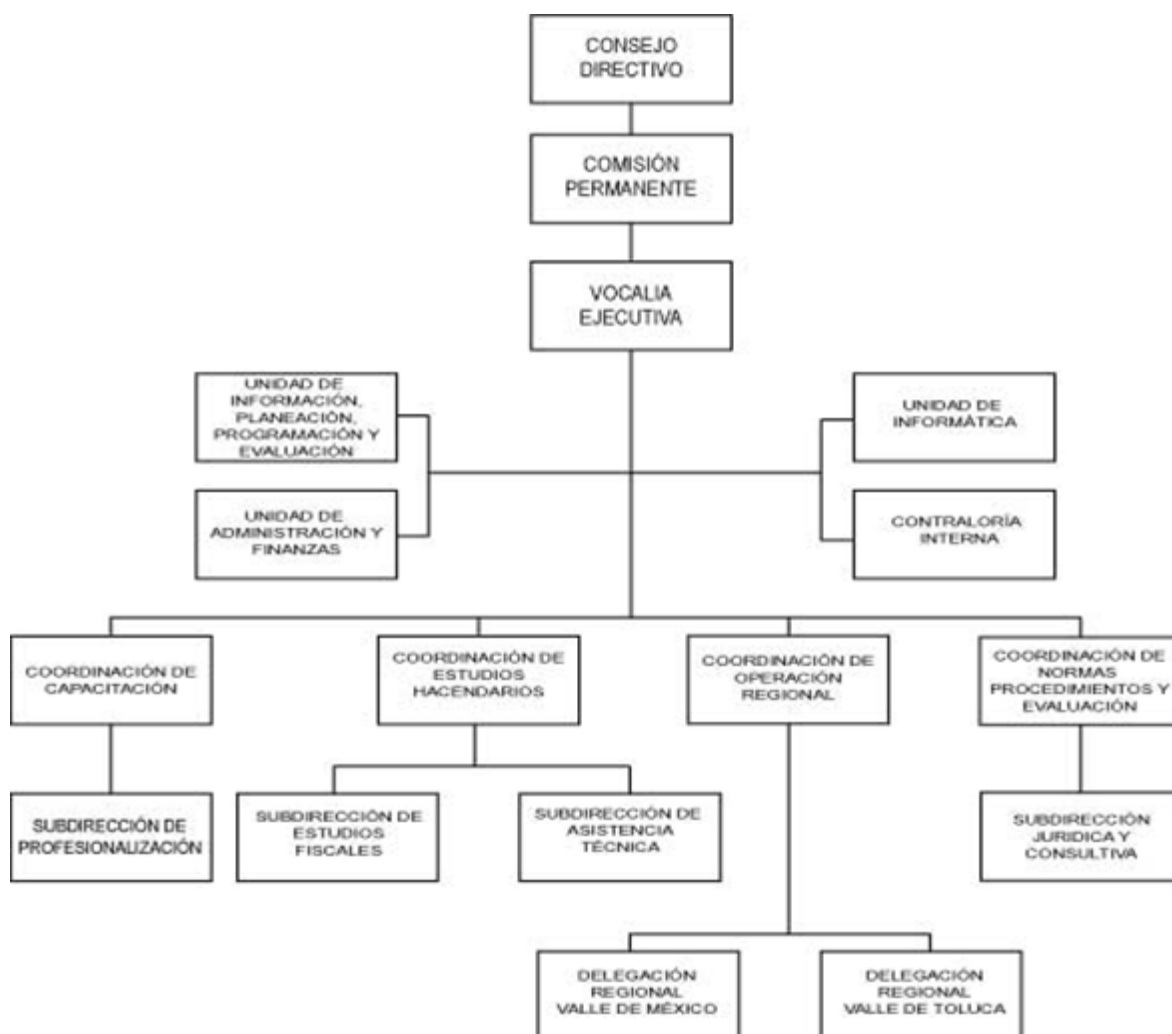 CONSEJO
DIRECTIVO
COMISIÓN
PERMANENTE
VOCALIA
EJECUTIVA
UNIDAD DE
INFORMACIÓN,
PLANEACIÓN,
PROGRAMACIÓN Y
EVALUACIÓN
UNIDAD DE
INFORMÁTICA
UNIDAD DE
ADMINISTRACIÓN Y
FINANZAS
CONTRALORÍA
INTERNA
COORDINACIÓN DE
CAPACITACIÓN
COORDINACIÓN DE
ESTUDIOS
HACENDARIOS
COORDINACIÓN DE
OPERACIÓN
REGIONAL
COORDINACIÓN DE
NORMAS
PROCEDIMIENTOS Y
EVALUACIÓN
SUBDIRECCIÓN DE
PROFESIONALIZACIÓN
SUBDIRECCIÓN DE
ESTUDIOS
FISCALES
SUBDIRECCIÓN DE
ASISTENCIA
TÉCNICA
SUBDIRECCIÓN
JURIDICA Y
CONSULTIVA
DELEGACIÓN
REGIONAL
VALLE DE MÉXICO
DELEGACIÓN
REGIONAL
VALLE DE TOLUCA